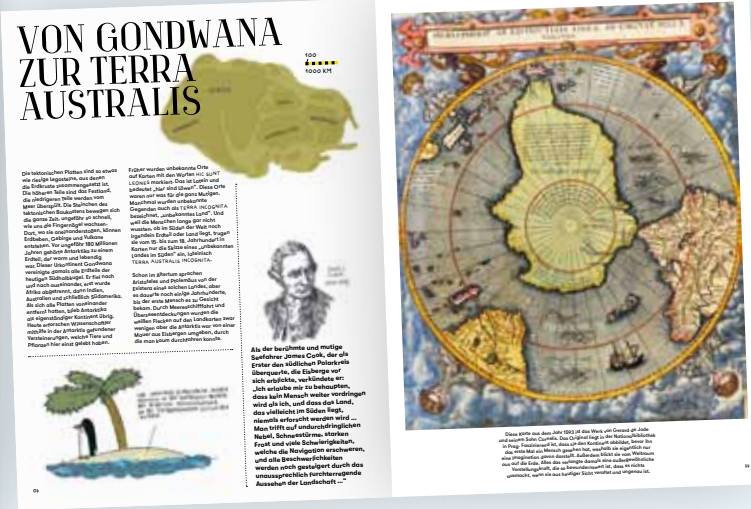 VON GONDWANA
ZUR TERRA
AUSTRALIS
100
1000 KM
Die tektonischen Platten sind so etwas
wie riesige Legosteine, aus denen
die Erdkruste zusammengesetzt ist.
Die höheren Teile sind das Festland,
die niedrigeren Teile werden vom
Meer überspült. Die Steinchen des
tektonischen Baukastens bewegen sich
die ganze Zeit, ungefähr so schnell,
wie uns die Fingernägel wachsen.
Dort, wo sie aneinanderstoßen, können
Erdbeben, Gebirge und Vulkane
entstehen. Vor ungefähr 180 Millionen
Jahren gehörte Antarktika zu einem
Erdteil, der warm und lebendig
war. Dieser Urkontinent Gondwana
vereinigte damals alle Erdteile der
heutigen Südhalbkugel. Er fiel nach
und nach auseinander, erst wurde
Afrika abgetrennt, dann Indien,
Australien und schließlich Südamerika.
Als sich alle Platten voneinander
entfernt hatten, blieb Antarktika
als eigenständiger Kontinent übrig.
Heute erforschen Wissenschaftler
mithilfe in der Antarktis gefundener
Versteinerungen, welche Tiere und
Pflanzen hier einst gelebt haben.
Früher wurden unbekannte Orte
auf Karten mit den Worten HIC SUNT
LEONES markiert. Das ist Latein und
bedeutet „hier sind Löwen“. Diese Orte
waren nur was für die ganz Mutigen.
Manchmal wurden unbekannte
Gegenden auch als TERRA INCOGNITA
bezeichnet, „unbekanntes Land“. Und
weil die Menschen lange gar nicht
wussten, ob im Süden der Welt noch
irgendein Erdteil oder Land liegt, trugen
sie vom 15. bis zum 18. Jahrhundert in
Karten nur die Skizze eines „unbekannten
Landes im Süden“ ein, lateinisch
TERRA AUSTRALIS INCOGNITA.
Schon im Altertum sprachen
Aristoteles und Ptolemäus von der
Existenz eines solchen Landes, aber
es dauerte noch einige Jahrhunderte,
bis der erste Mensch es zu Gesicht
bekam. Durch Meeresschifffahrt und
Überseeentdeckungen wurden die
weißen Flecken auf den Landkarten zwar
weniger, aber die Antarktis war von einer
Mauer aus Eisbergen umgeben, durch
die man kaum durchfahren konnte.
Als der berühmte und mutige
Seefahrer James Cook, der als
Erster den südlichen Polarkreis
überquerte, die Eisberge vor
sich erblickte, verkündete er:
„Ich erlaube mir zu behaupten,
dass kein Mensch weiter vordringen
wird als ich, und dass das Land,
das vielleicht im Süden liegt,
niemals erforscht werden wird ...
Man trifft auf undurchdringlichen
Nebel, Schneestürme, starken
Frost und viele Schwierigkeiten,
welche die Navigation erschweren,
und alle Beschwerlichkeiten
werden noch gesteigert durch das
unaussprechlich furchterregende
Aussehen der Landschaft ...“
Diese Karte aus dem Jahr 1593 ist das Werk von Gerard de Jode
und seinem Sohn Cornelis. Das Original liegt in der Nationalbibliothek
in Prag. Faszinierend ist, dass sie den Kontinent abbildet, bevor ihn
das erste Mal ein Mensch gesehen hat, weshalb sie eigentlich nur
eine Imagination davon darstellt. Außerdem blickt sie vom Weltraum
aus auf die Erde. Alles das verlangte damals eine außergewöhnliche
Vorstellungskraft, die so bewundernswert ist, dass es nichts
ausmacht, wenn sie aus heutiger Sicht veraltet und ungenau ist.